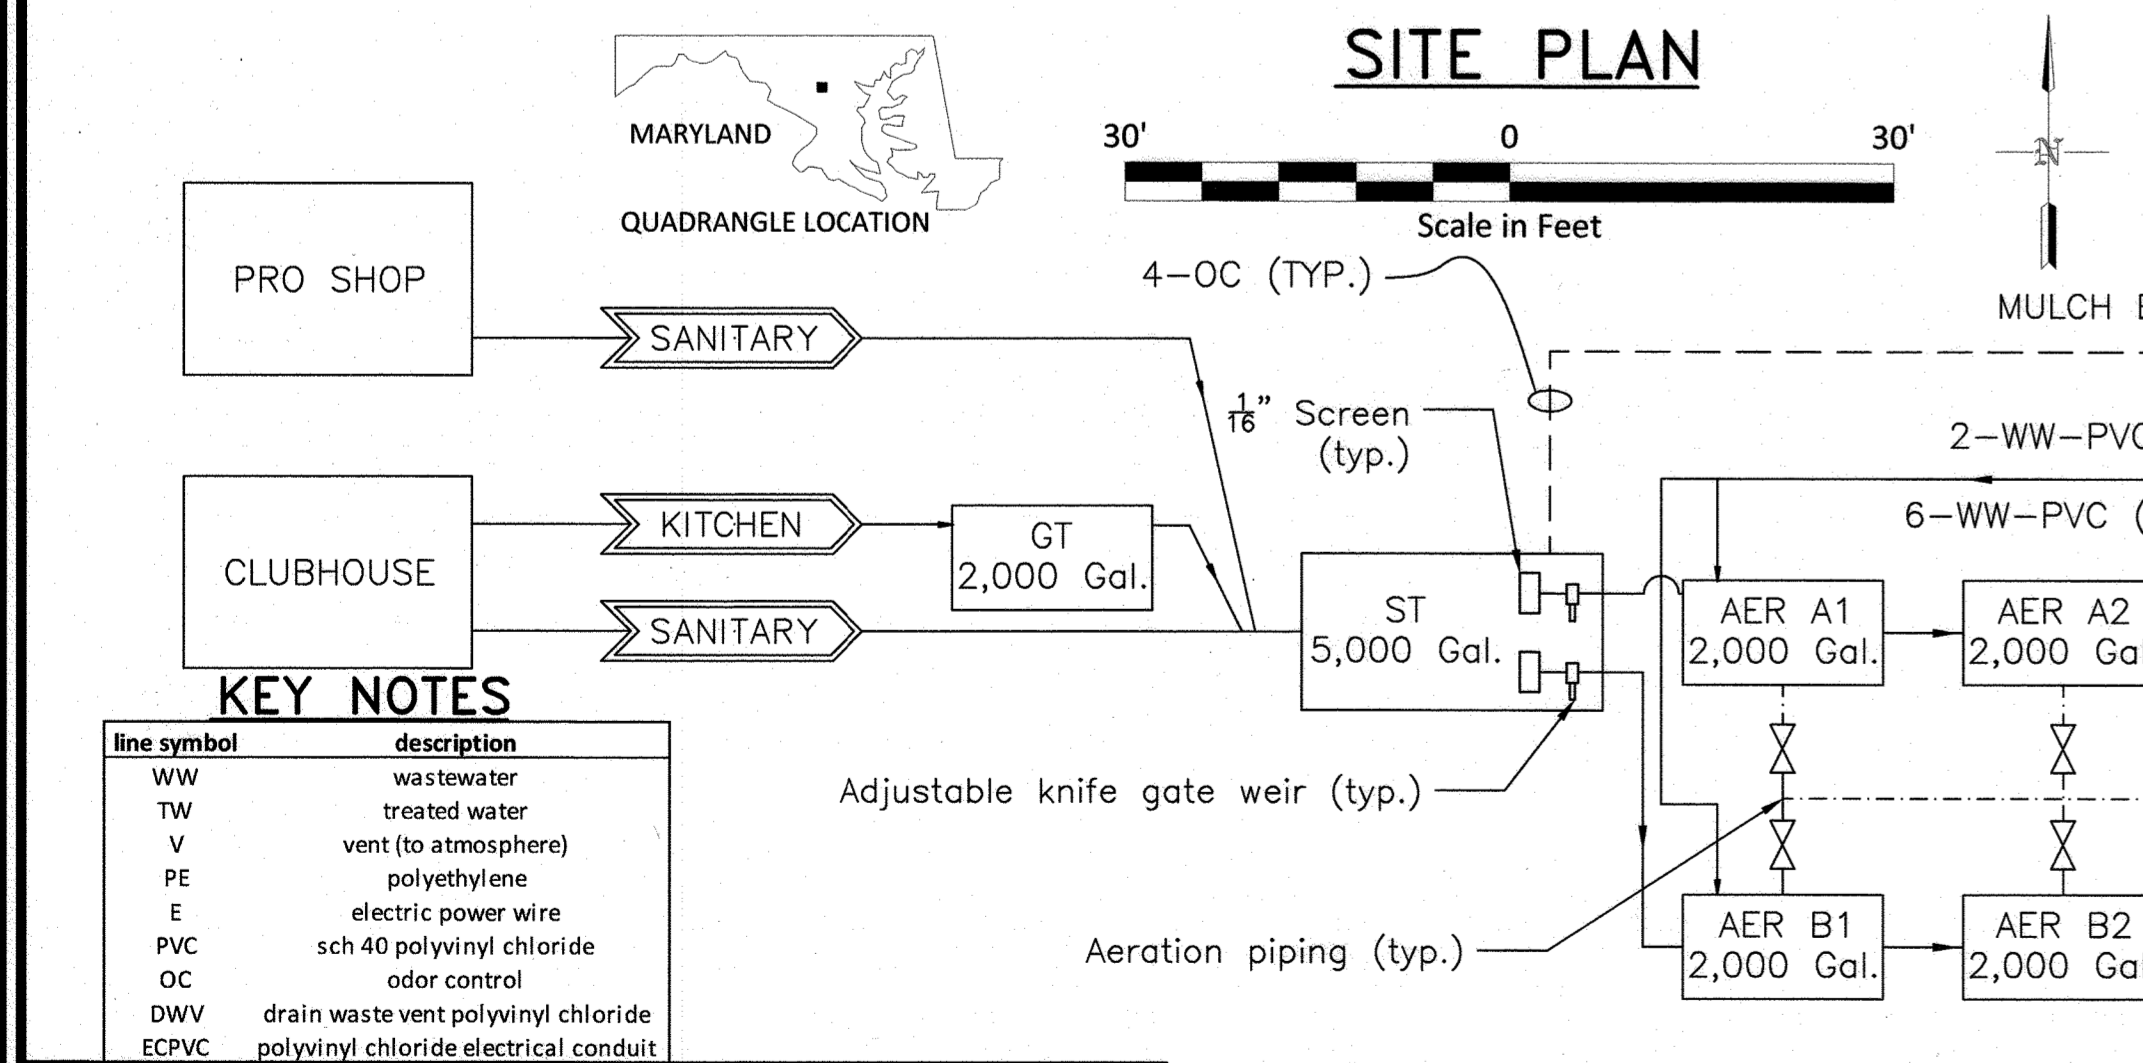 SITE PLAN
MARYLAND
QUADRANGLE LOCATION
30' 0 30'
Scale in Feet
N
4-OC (TYP.)
MULCH
PRO SHOP
SANITARY
1/16" Screen
(typ.)
2-WW-PVC
6-WW-PVC (
CLUBHOUSE
KITCHEN
GT
2,000 Gal.
SANITARY
ST
5,000 Gal.
AER A1
2,000 Gal.
AER A2
2,000 Ga
Adjustable knife gate weir (typ.)
Aeration piping (typ.)
AER B1
2,000 Gal.
AER B2
2,000 Ga
KEY NOTES
line symbol description
WW wastewater
TW treated water
V vent (to atmosphere)
PE polyethylene
E electric power wire
PVC sch 40 polyvinyl chloride
OC odor control
DWV drain waste vent polyvinyl chloride
ECPVC polyvinyl chloride electrical conduit